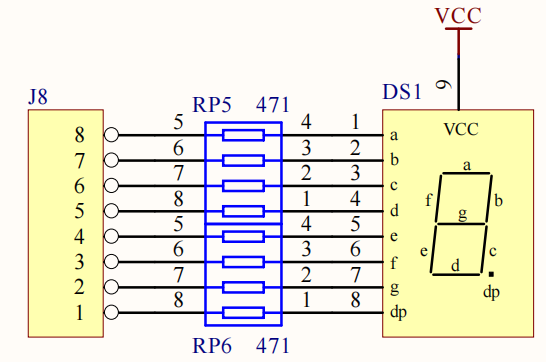 VCC
9
J8
RP5 471
DS1
VCC
8 5 4 1 a
7 6 3 2 b
6 7 2 3 c
5 8 1 4 d
4 5 4 5 e
3 6 3 6 f
2 7 2 7 g
1 8 1 8 dp
a
f b
g
e c
d
dp
RP6 471